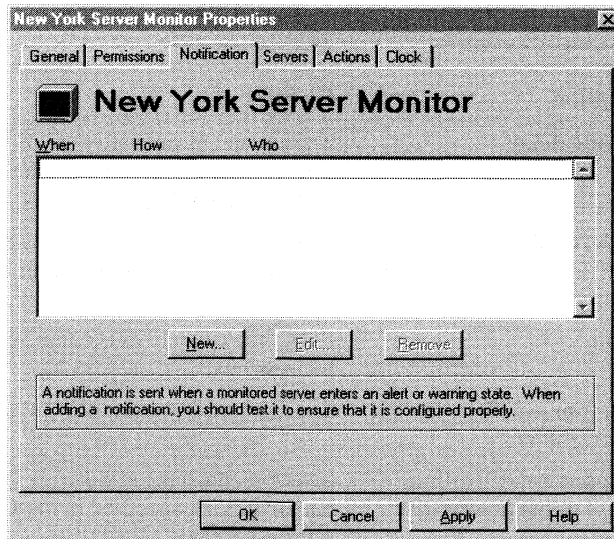 New York Server Monitor Properties
General Permissions Notification Servers Actions Clock
New York Server Monitor
When How Who
New... Edit... Remove
A notification is sent when a monitored server enters an alert or warning state. When
adding a notification, you should test it to ensure that it is configured properly.
OK Cancel Apply Help